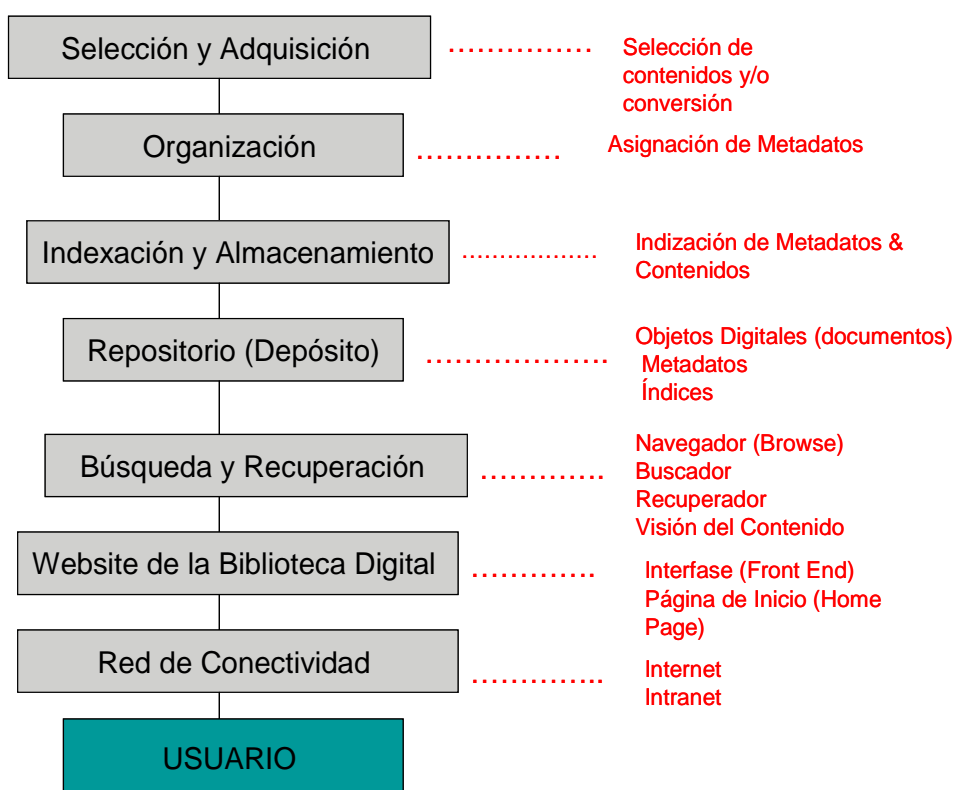 Selección y Adquisición
Selección de
contenidos y/o
conversión
Organización
Asignación de Metadatos
Indexación y Almacenamiento
Indización de Metadatos &
Contenidos
Repositorio (Depósito)
Objetos Digitales (documentos)
Metadatos
Índices
Búsqueda y Recuperación
Navegador (Browse)
Buscador
Recuperador
Visión del Contenido
Website de la Biblioteca Digital
Interfase (Front End)
Página de Inicio (Home
Page)
Red de Conectividad
Internet
Intranet
USUARIO